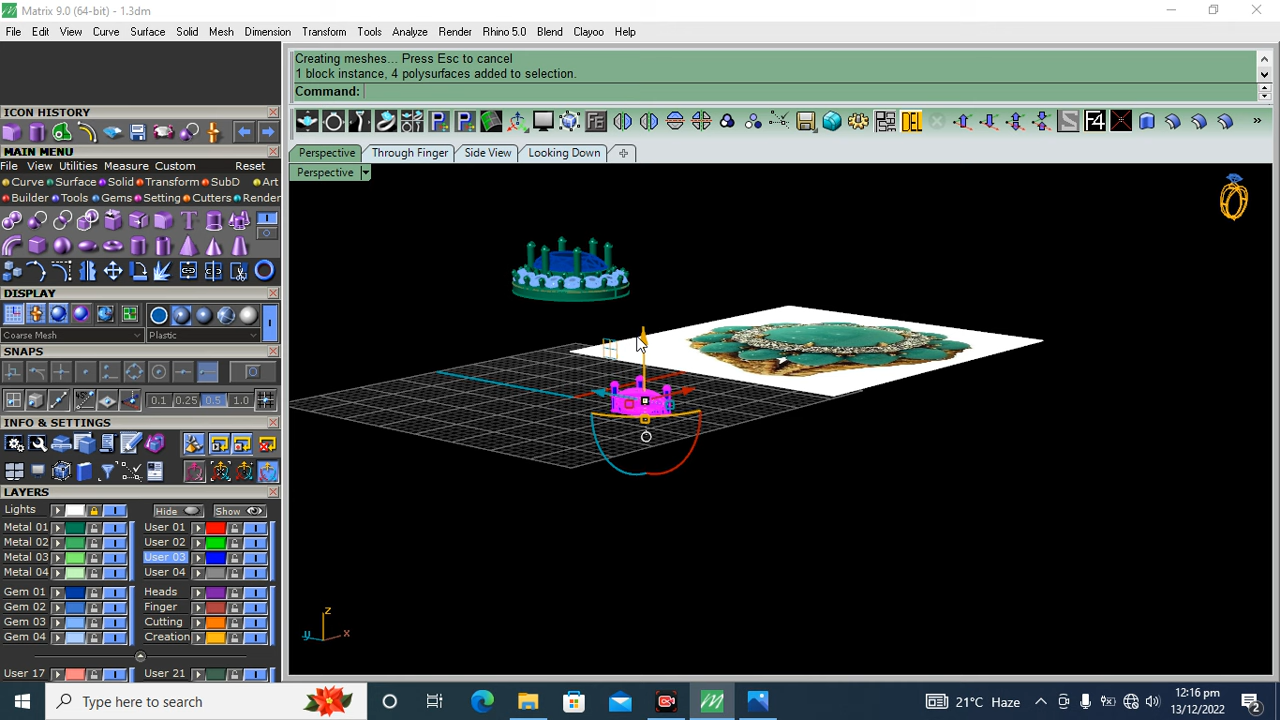 Matrix 9.0 (64-bit) - 1.3dm
File Edit View Curve Surface Solid Mesh Dimension Transform Tools Analyze Render Rhino 5.0 Blend Clayoo Help
Creating meshes... Press Esc to cancel
1 block instance, 4 polysurfaces added to selection.
Command:
ICON HISTORY
MAIN MENU
File View Utilities Measure Custom Reset
Curve Surface Solid Transform SubD Art
Builder Tools Gems Setting Cutters Render
P P FE DEL S F4 »
Perspective Through Finger Side View Looking Down
Perspective
DISPLAY
Coarse Mesh Plastic
SNAPS
0.1 0.25 0.5 1.0
INFO & SETTINGS
LAYERS
Lights Hide Show
Metal 01 User 01
Metal 02 User 02
Metal 03 User 03
Metal 04 User 04
Gem 01 Heads
Gem 02 Finger
Gem 03 Cutting
Gem 04 Creation
User 17 User 21
z
y x
Type here to search
21°C Haze
12:16 pm
13/12/2022
2